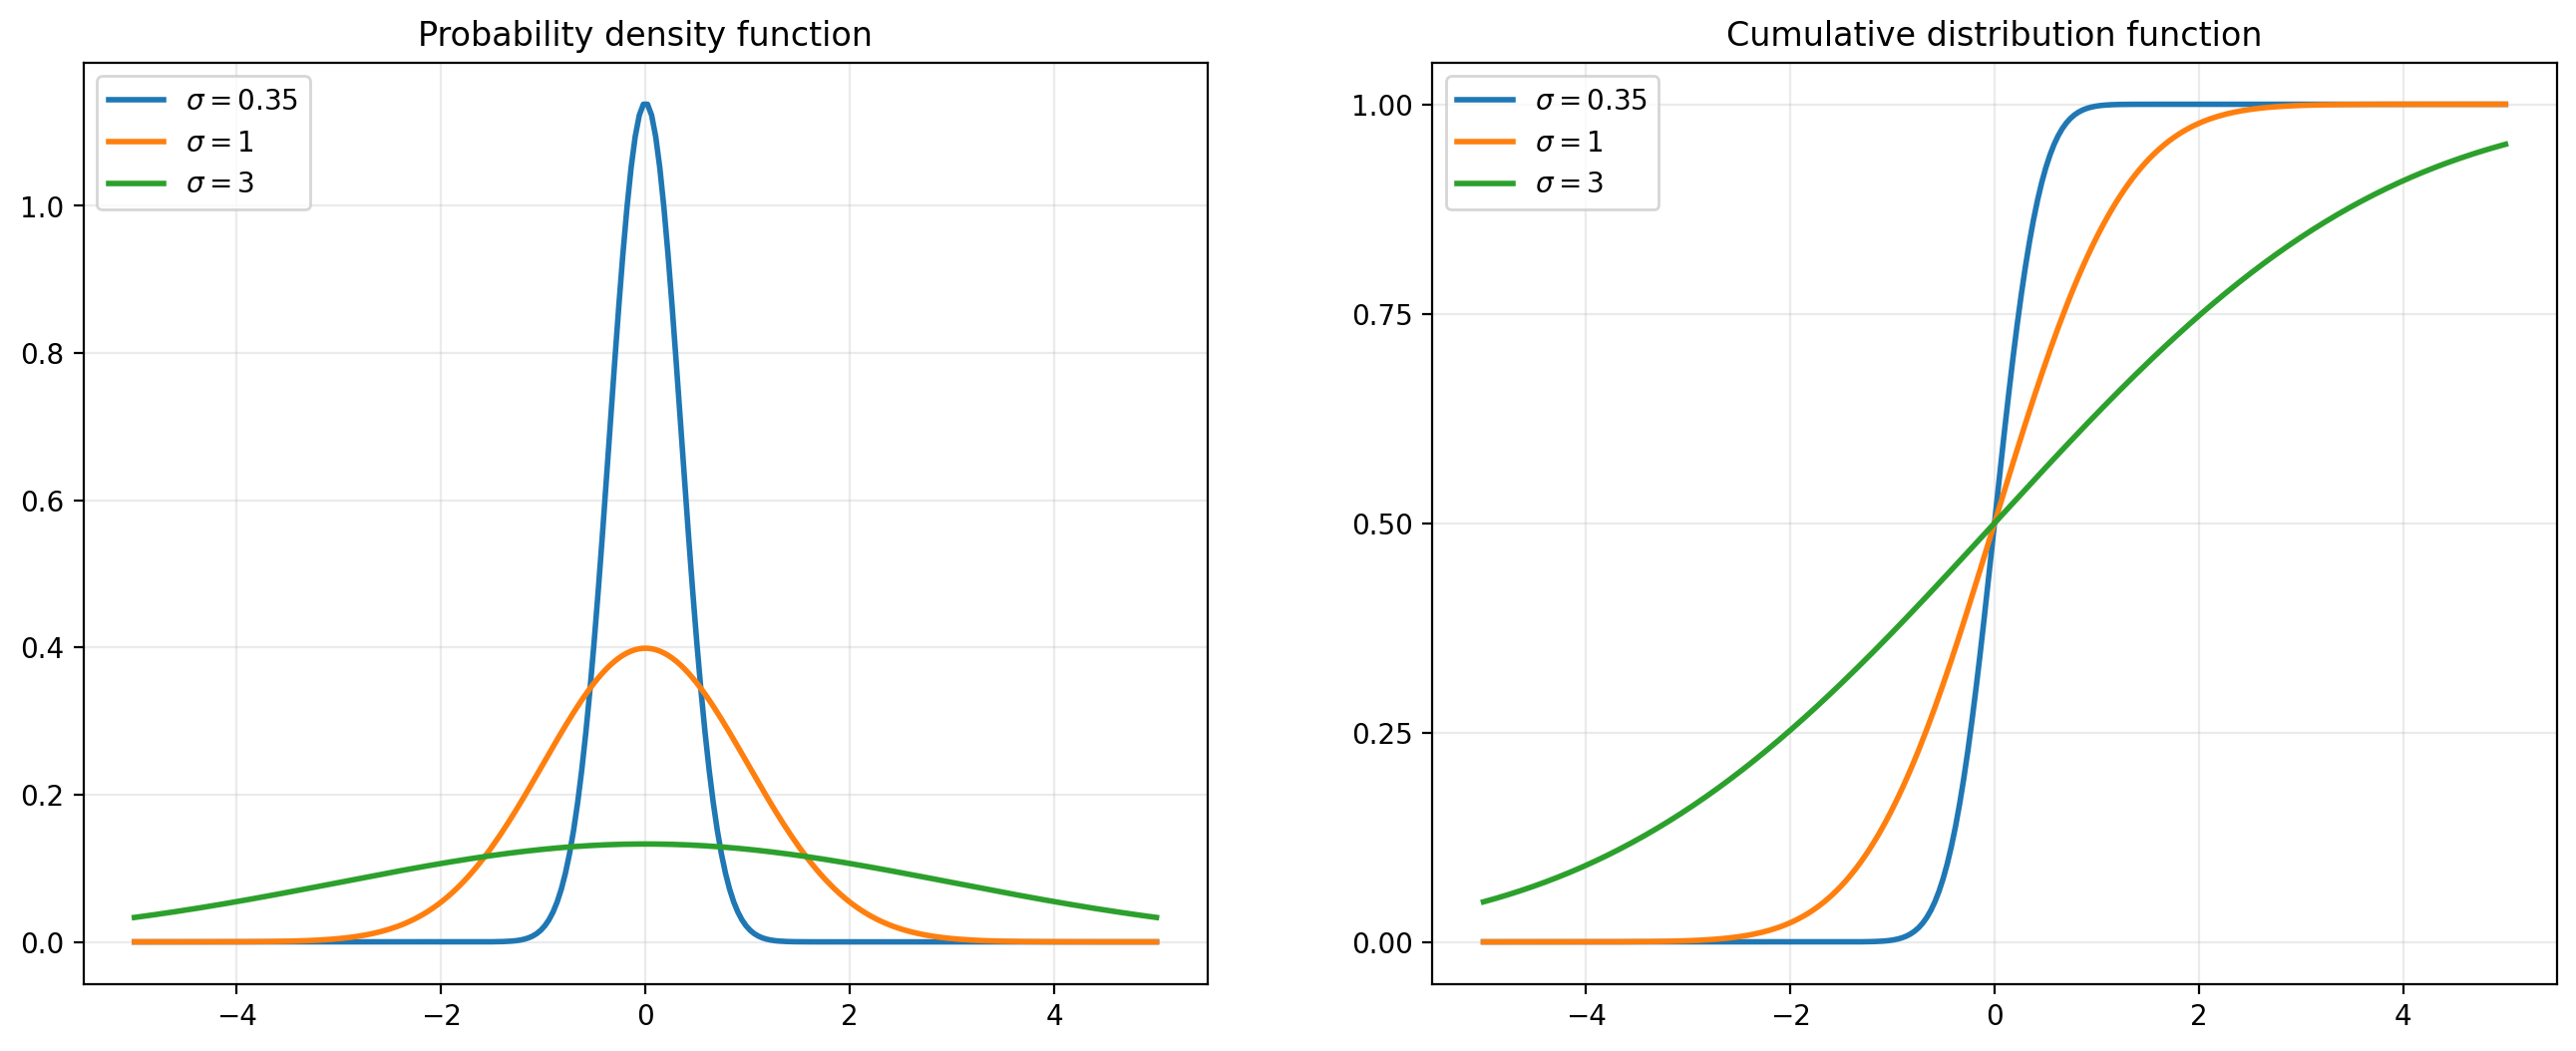 Probability density function
σ = 0.35
σ = 1
σ = 3
1.0
0.8
0.6
0.4
0.2
0.0
−4 −2 0 2 4
Cumulative distribution function
σ = 0.35
σ = 1
σ = 3
1.00
0.75
0.50
0.25
0.00
−4 −2 0 2 4